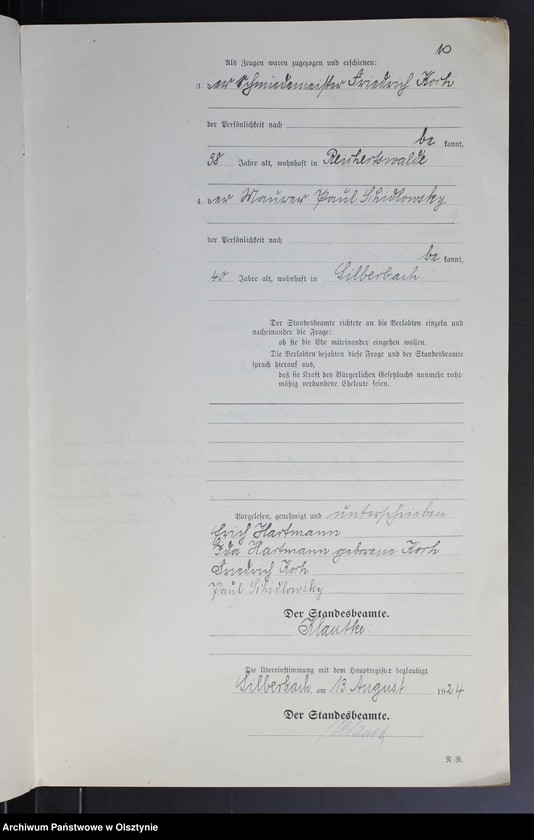 10
Als Zeugen waren zugezogen und erschienen:
3. der Schmiedemeister Friedrich Koch
der Persönlichkeit nach
be kannt,
38 Jahre alt, wohnhaft in Reichertswalde
4. der Maurer Paul Schidlowsky
der Persönlichkeit nach
be kannt,
40 Jahre alt, wohnhaft in Silberbach
Der Standesbeamte richtete an die Verlobten einzeln und
nacheinander die Frage:
ob sie die Ehe miteinander eingehen wollen.
Die Verlobten bejahten diese Frage und der Standesbeamte
sprach hierauf aus,
daß sie kraft des Bürgerlichen Gesetzbuchs nunmehr recht-
mäßig verbundene Eheleute seien.
Vorgelesen, genehmigt und unterschrieben
Erich Hartmann
Ida Hartmann geborene Koch
Friedrich Koch
Paul Schidlowsky
Der Standesbeamte.
Klautke
Die Übereinstimmung mit dem Hauptregister beglaubigt
Silberbach, am 13. August 1924
Der Standesbeamte.
R.-R.
Archiwum Państwowe w Olsztynie